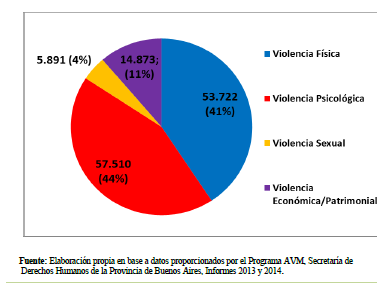 5.891 (4%)
14.873;
(11%)
53.722
(41%)
57.510
(44%)
Violencia Física
Violencia Psicológica
Violencia Sexual
Violencia
Económica/Patrimonial
Fuente: Elaboración propia en base a datos proporcionados por el Programa AVM, Secretaría de
Derechos Humanos de la Provincia de Buenos Aires, Informes 2013 y 2014.